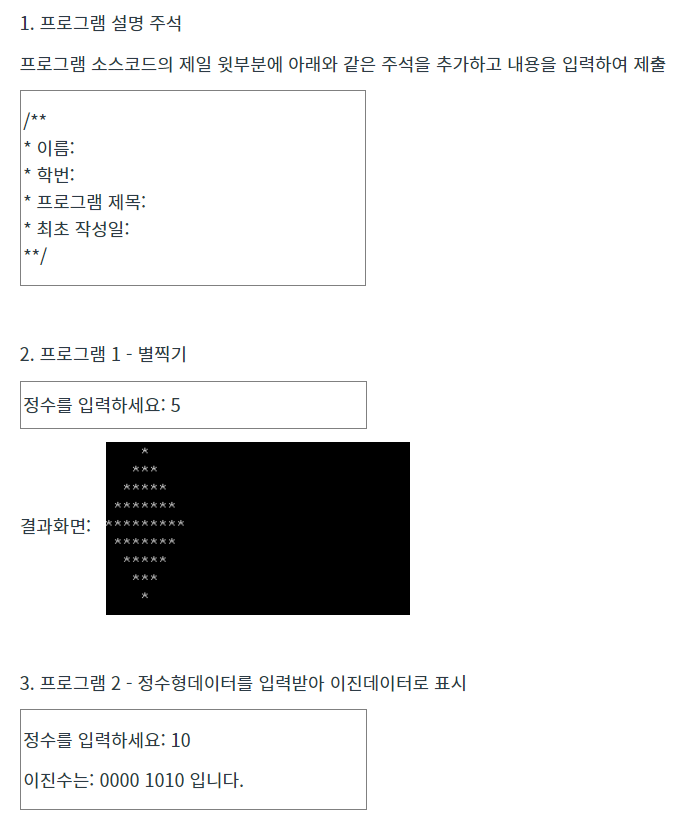 1. 프로그램 설명 주석
프로그램 소스코드의 제일 윗부분에 아래와 같은 주석을 추가하고 내용을 입력하여 제출
/**
* 이름:
* 학번:
* 프로그램 제목:
* 최초 작성일:
**/
2. 프로그램 1 - 별찍기
정수를 입력하세요: 5
결과화면:
    *
   ***
  *****
 *******
*********
 *******
  *****
   ***
    *
3. 프로그램 2 - 정수형데이터를 입력받아 이진데이터로 표시
정수를 입력하세요: 10
이진수는: 0000 1010 입니다.